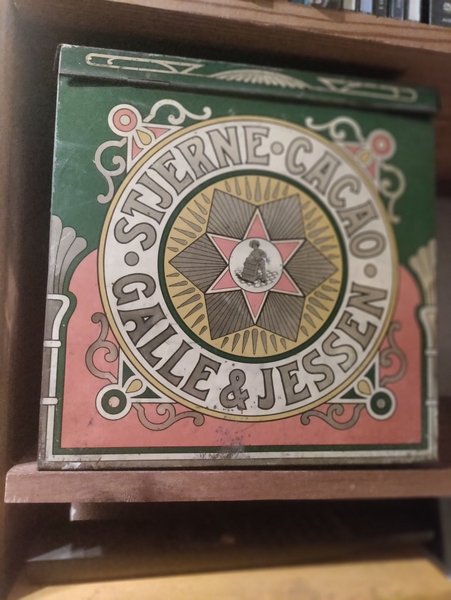 · STJERNE · CACAO ·
GALLE & JESSEN